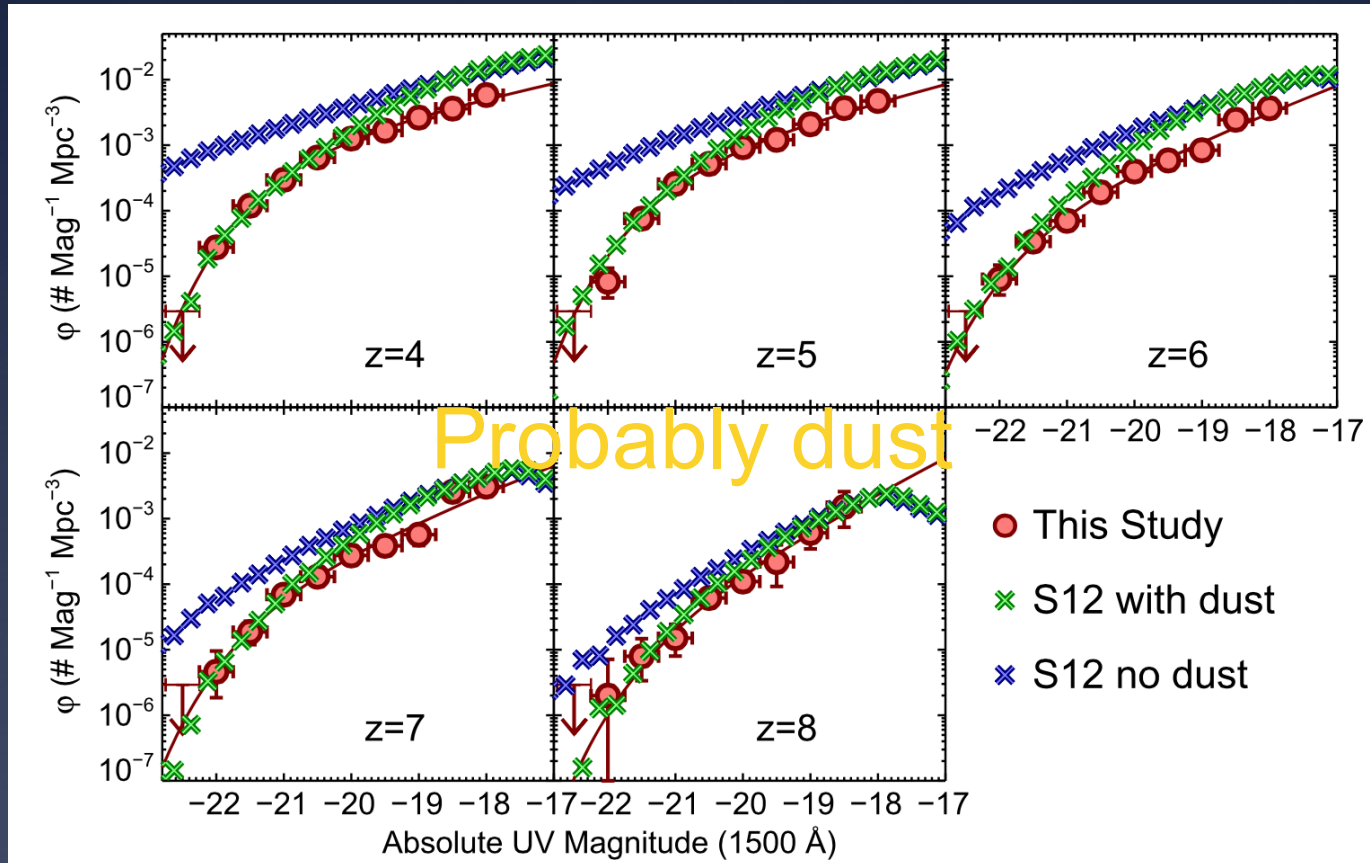 φ (# Mag⁻¹ Mpc⁻³)
10⁻²
10⁻³
10⁻⁴
10⁻⁵
10⁻⁶
10⁻⁷
z=4
z=5
z=6
−22 −21 −20 −19 −18 −17
Probably dust
φ (# Mag⁻¹ Mpc⁻³)
10⁻²
10⁻³
10⁻⁴
10⁻⁵
10⁻⁶
10⁻⁷
z=7
z=8
This Study
S12 with dust
S12 no dust
−22 −21 −20 −19 −18 −17−22 −21 −20 −19 −18 −17
Absolute UV Magnitude (1500 Å)